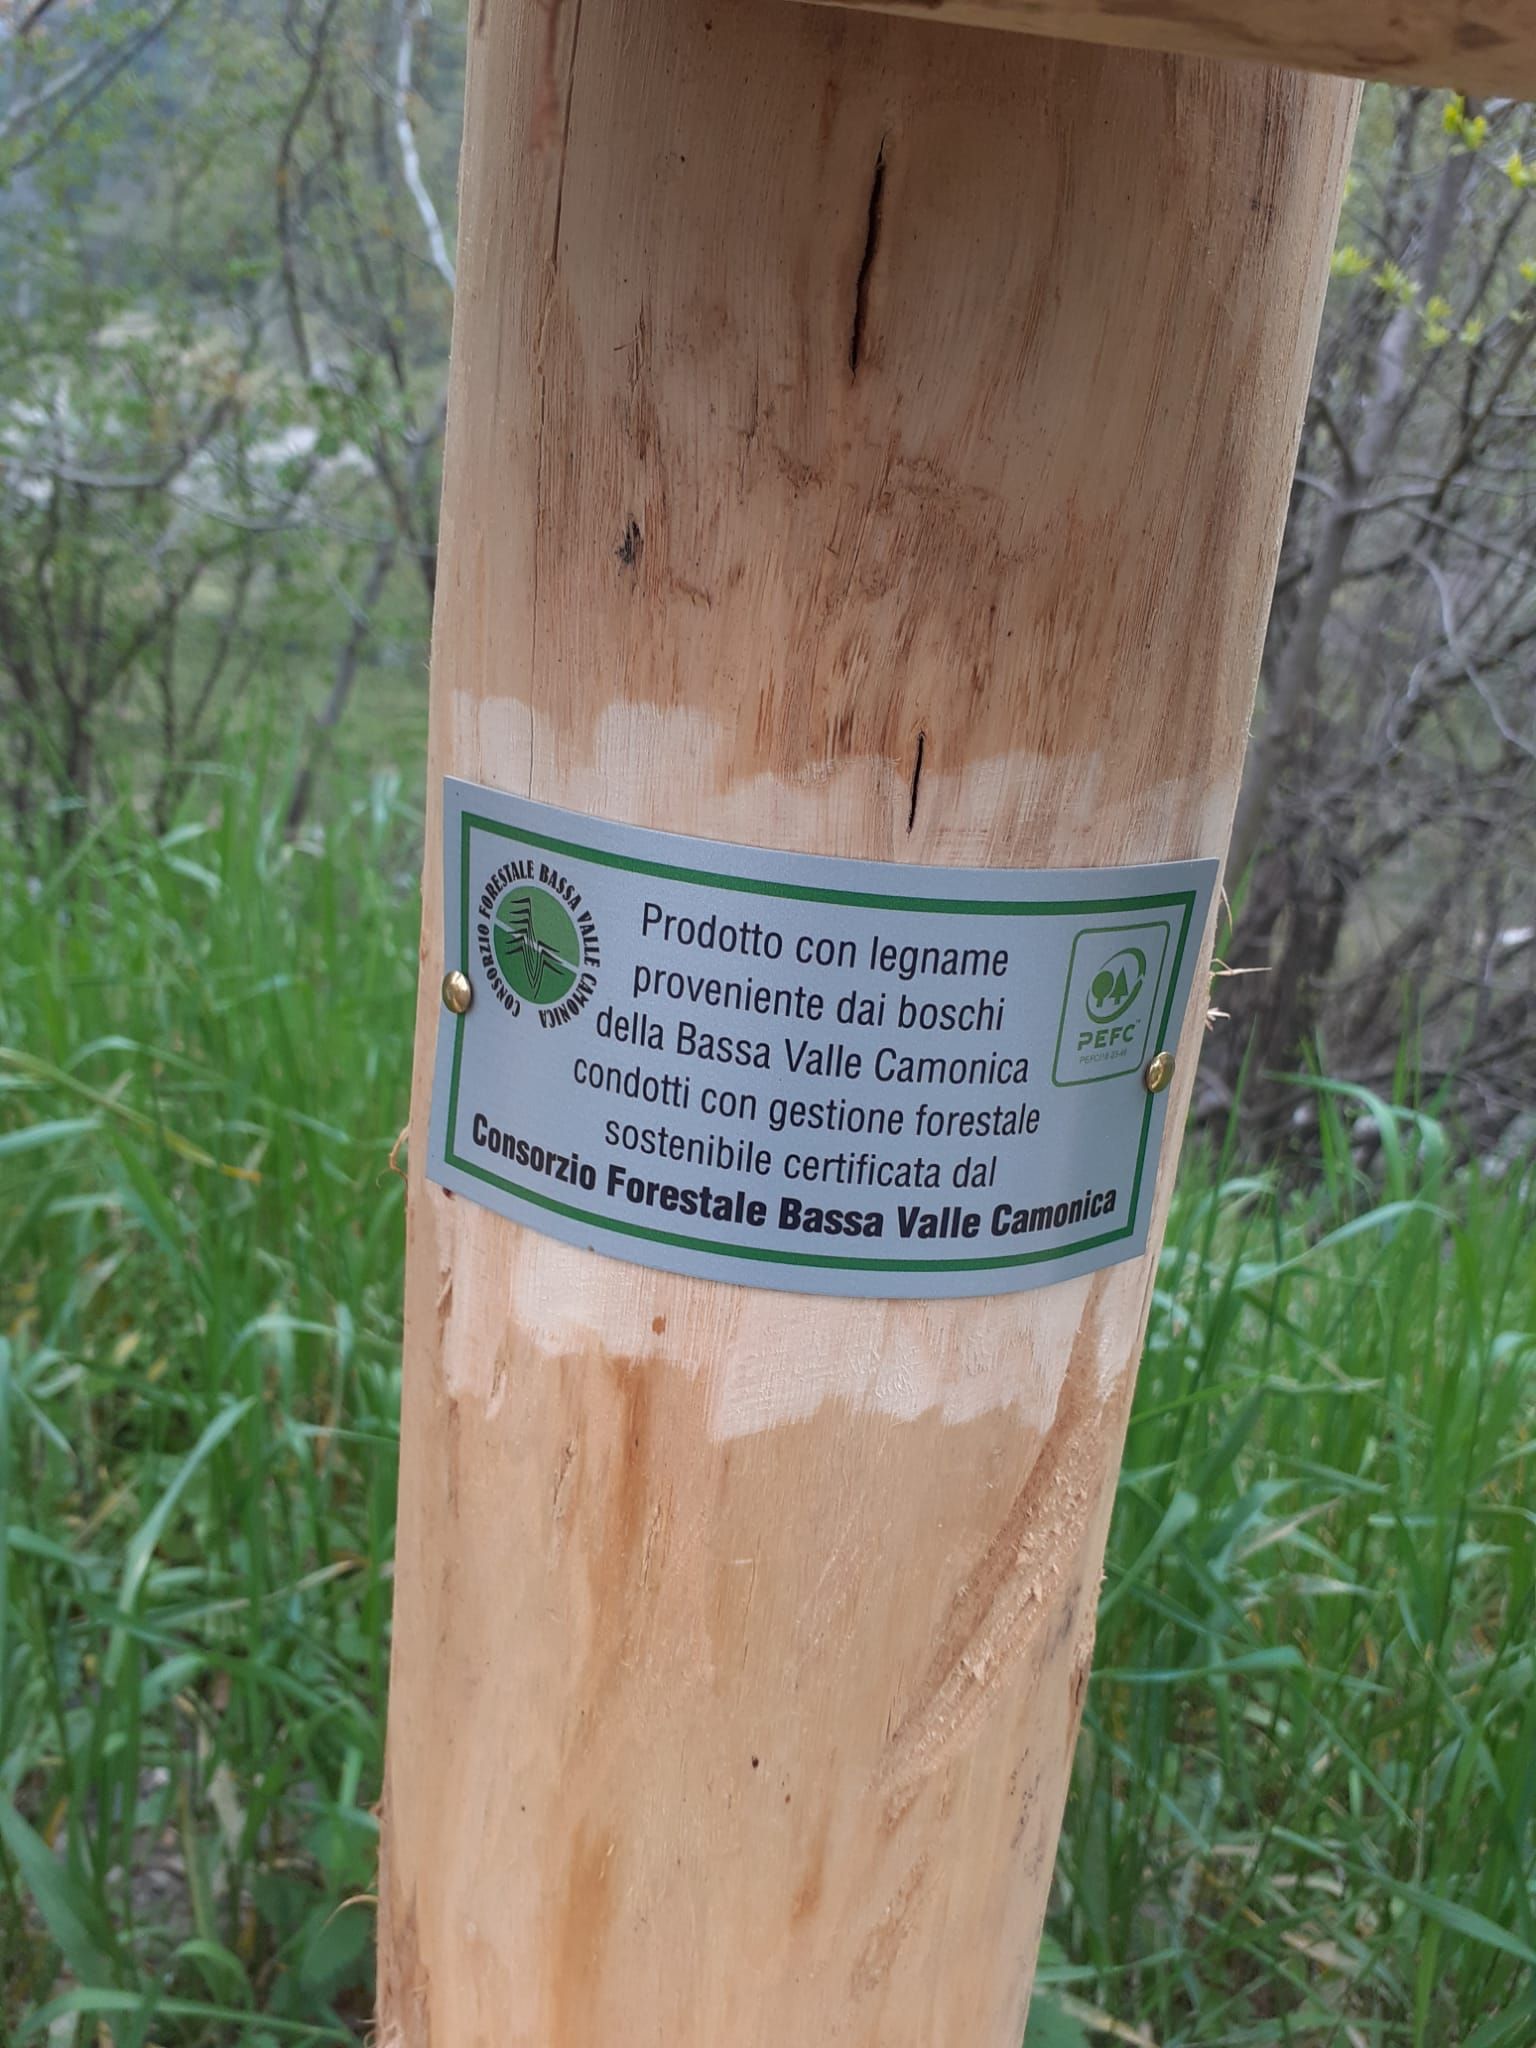 CONSORZIO FORESTALE BASSA VALLE CAMONICA
Prodotto con legname
proveniente dai boschi
della Bassa Valle Camonica
condotti con gestione forestale
sostenibile certificata dal
Consorzio Forestale Bassa Valle Camonica
PEFC™